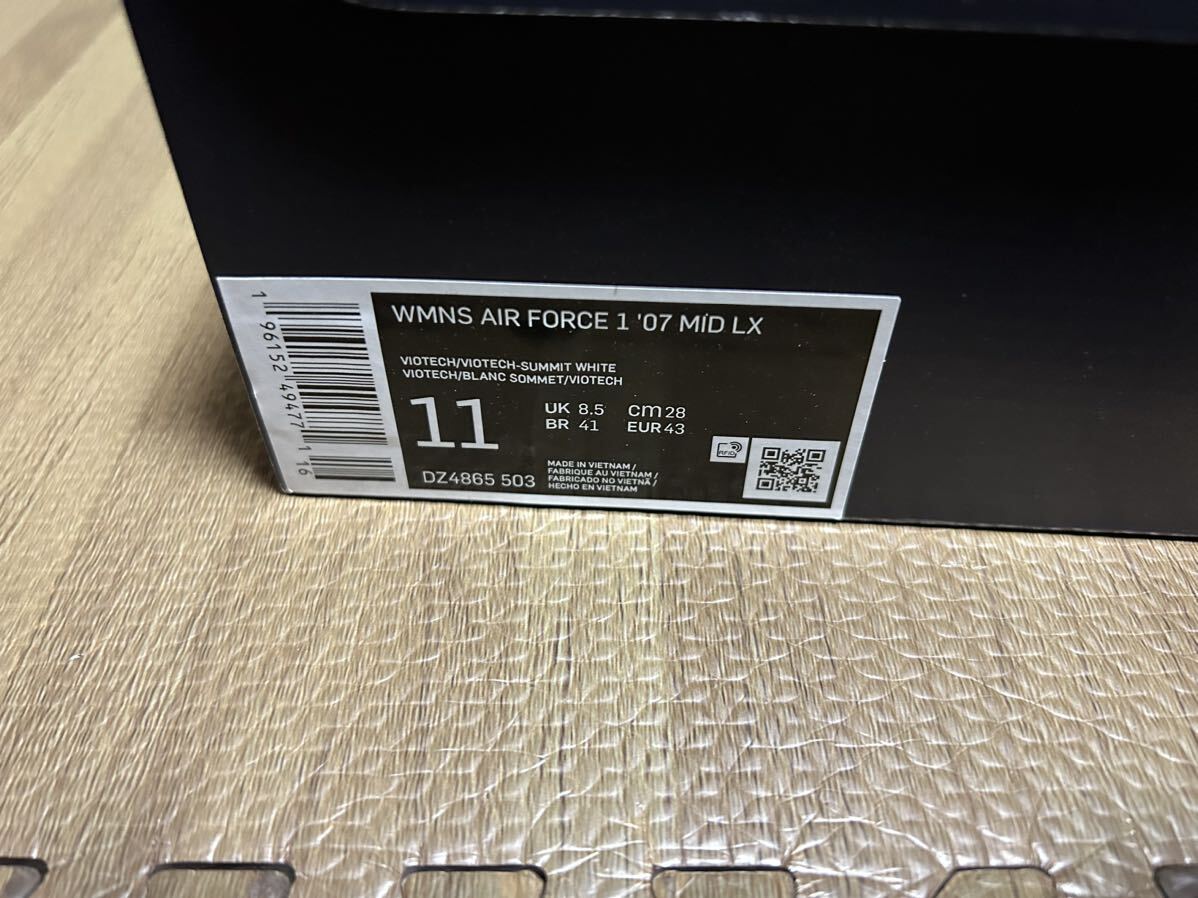 WMNS AIR FORCE 1 '07 MID LX
VIOTECH/VIOTECH-SUMMIT WHITE
VIOTECH/BLANC SOMMET/VIOTECH
11
UK 8.5 cm 28
BR 41 EUR 43
DZ4865 503
MADE IN VIETNAM /
FABRIQUE AU VIETNAM /
FABRICADO NO VIETNÃ /
HECHO EN VIETNAM
RFID
1 96152 49477 1 16